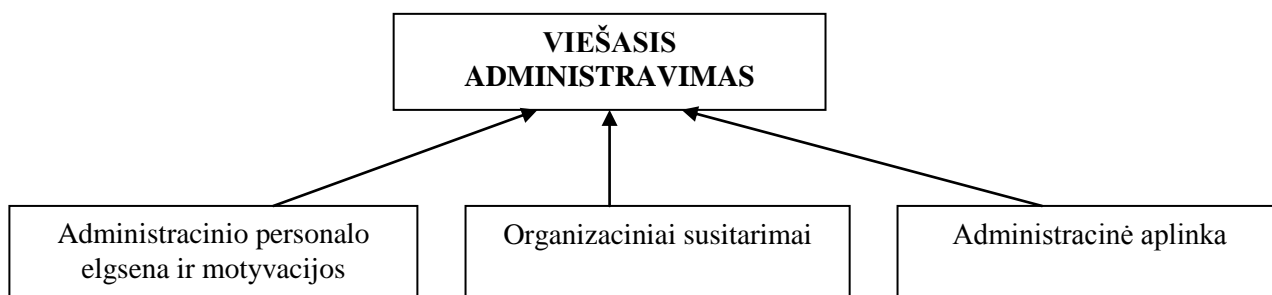 VIEŠASIS
ADMINISTRAVIMAS
Administracinio personalo
elgsena ir motyvacijos
Organizaciniai susitarimai
Administracinė aplinka